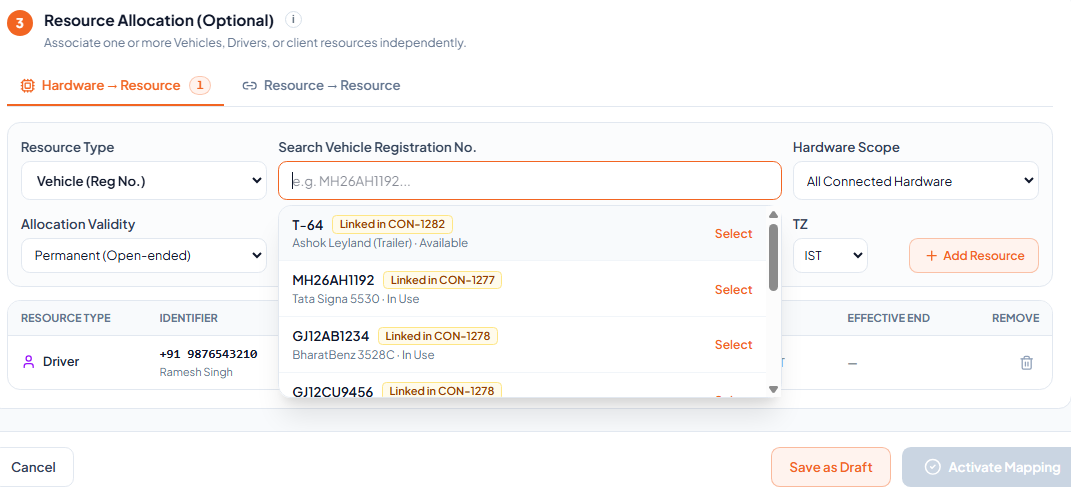 3 Resource Allocation (Optional) i
Associate one or more Vehicles, Drivers, or client resources independently.
Hardware → Resource 1 Resource → Resource
Resource Type Search Vehicle Registration No. Hardware Scope
Vehicle (Reg No.) e.g. MH26AH1192... All Connected Hardware
Allocation Validity TZ
Permanent (Open-ended) IST + Add Resource
T-64 Linked in CON-1282
Ashok Leyland (Trailer) · Available
Select
MH26AH1192 Linked in CON-1277
Tata Signa 5530 · In Use
Select
GJ12AB1234 Linked in CON-1278
BharatBenz 3528C · In Use
Select
GJ12CU9456 Linked in CON-1278
RESOURCE TYPE IDENTIFIER EFFECTIVE END REMOVE
Driver +91 9876543210 —
Ramesh Singh
Cancel Save as Draft Activate Mapping